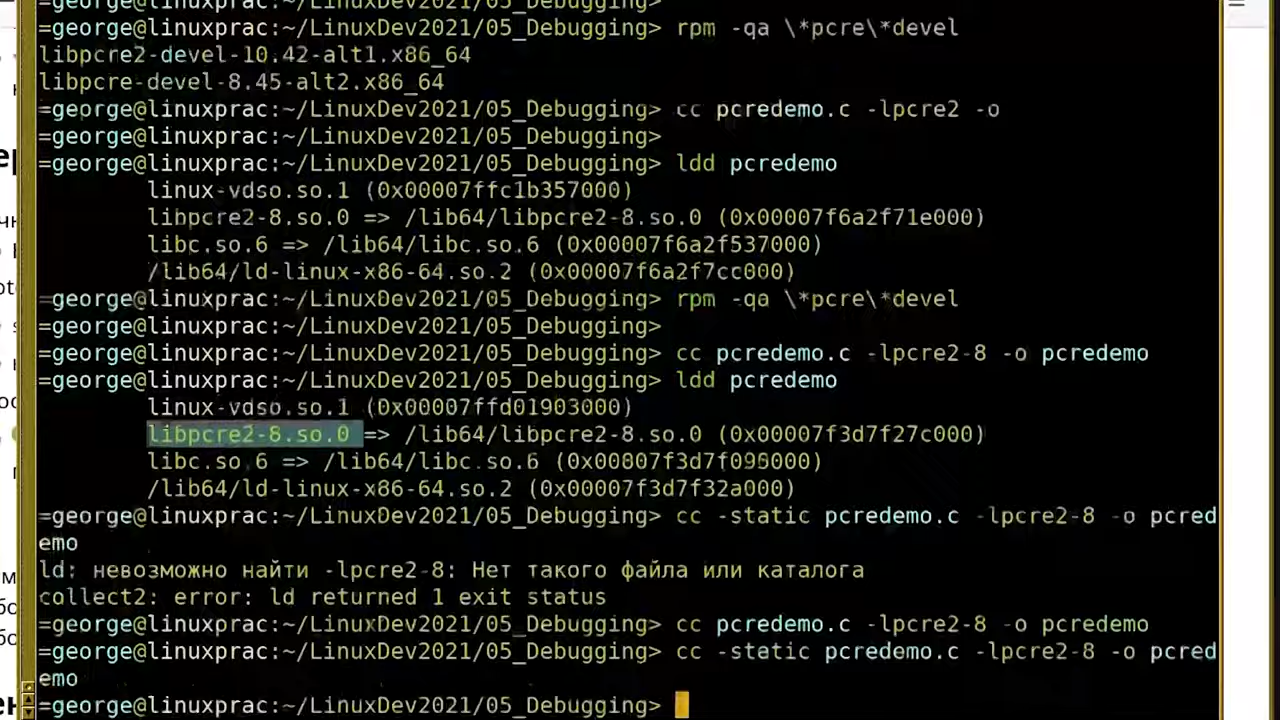 =george@linuxprac:~/LinuxDev2021/05_Debugging>
=george@linuxprac:~/LinuxDev2021/05_Debugging> rpm -qa \*pcre\*devel
libpcre2-devel-10.42-alt1.x86_64
libpcre-devel-8.45-alt2.x86_64
=george@linuxprac:~/LinuxDev2021/05_Debugging> cc pcredemo.c -lpcre2 -o
=george@linuxprac:~/LinuxDev2021/05_Debugging>
=george@linuxprac:~/LinuxDev2021/05_Debugging> ldd pcredemo
linux-vdso.so.1 (0x00007ffc1b357000)
libpcre2-8.so.0 => /lib64/libpcre2-8.so.0 (0x00007f6a2f71e000)
libc.so.6 => /lib64/libc.so.6 (0x00007f6a2f537000)
/lib64/ld-linux-x86-64.so.2 (0x00007f6a2f7cc000)
=george@linuxprac:~/LinuxDev2021/05_Debugging> rpm -qa \*pcre\*devel
=george@linuxprac:~/LinuxDev2021/05_Debugging>
=george@linuxprac:~/LinuxDev2021/05_Debugging> cc pcredemo.c -lpcre2-8 -o pcredemo
=george@linuxprac:~/LinuxDev2021/05_Debugging> ldd pcredemo
linux-vdso.so.1 (0x00007ffd01903000)
libpcre2-8.so.0 => /lib64/libpcre2-8.so.0 (0x00007f3d7f27c000)
libc.so.6 => /lib64/libc.so.6 (0x00007f3d7f095000)
/lib64/ld-linux-x86-64.so.2 (0x00007f3d7f32a000)
=george@linuxprac:~/LinuxDev2021/05_Debugging> cc -static pcredemo.c -lpcre2-8 -o pcred
emo
ld: невозможно найти -lpcre2-8: Нет такого файла или каталога
collect2: error: ld returned 1 exit status
=george@linuxprac:~/LinuxDev2021/05_Debugging> cc pcredemo.c -lpcre2-8 -o pcredemo
=george@linuxprac:~/LinuxDev2021/05_Debugging> cc -static pcredemo.c -lpcre2-8 -o pcred
emo
=george@linuxprac:~/LinuxDev2021/05_Debugging>